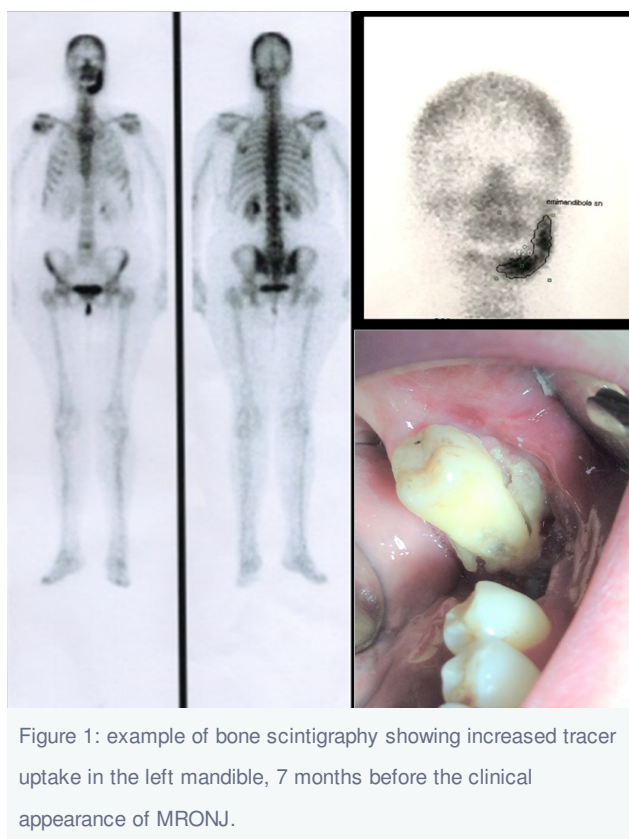 emimandibola sn
Figure 1: example of bone scintigraphy showing increased tracer
uptake in the left mandible, 7 months before the clinical
appearance of MRONJ.